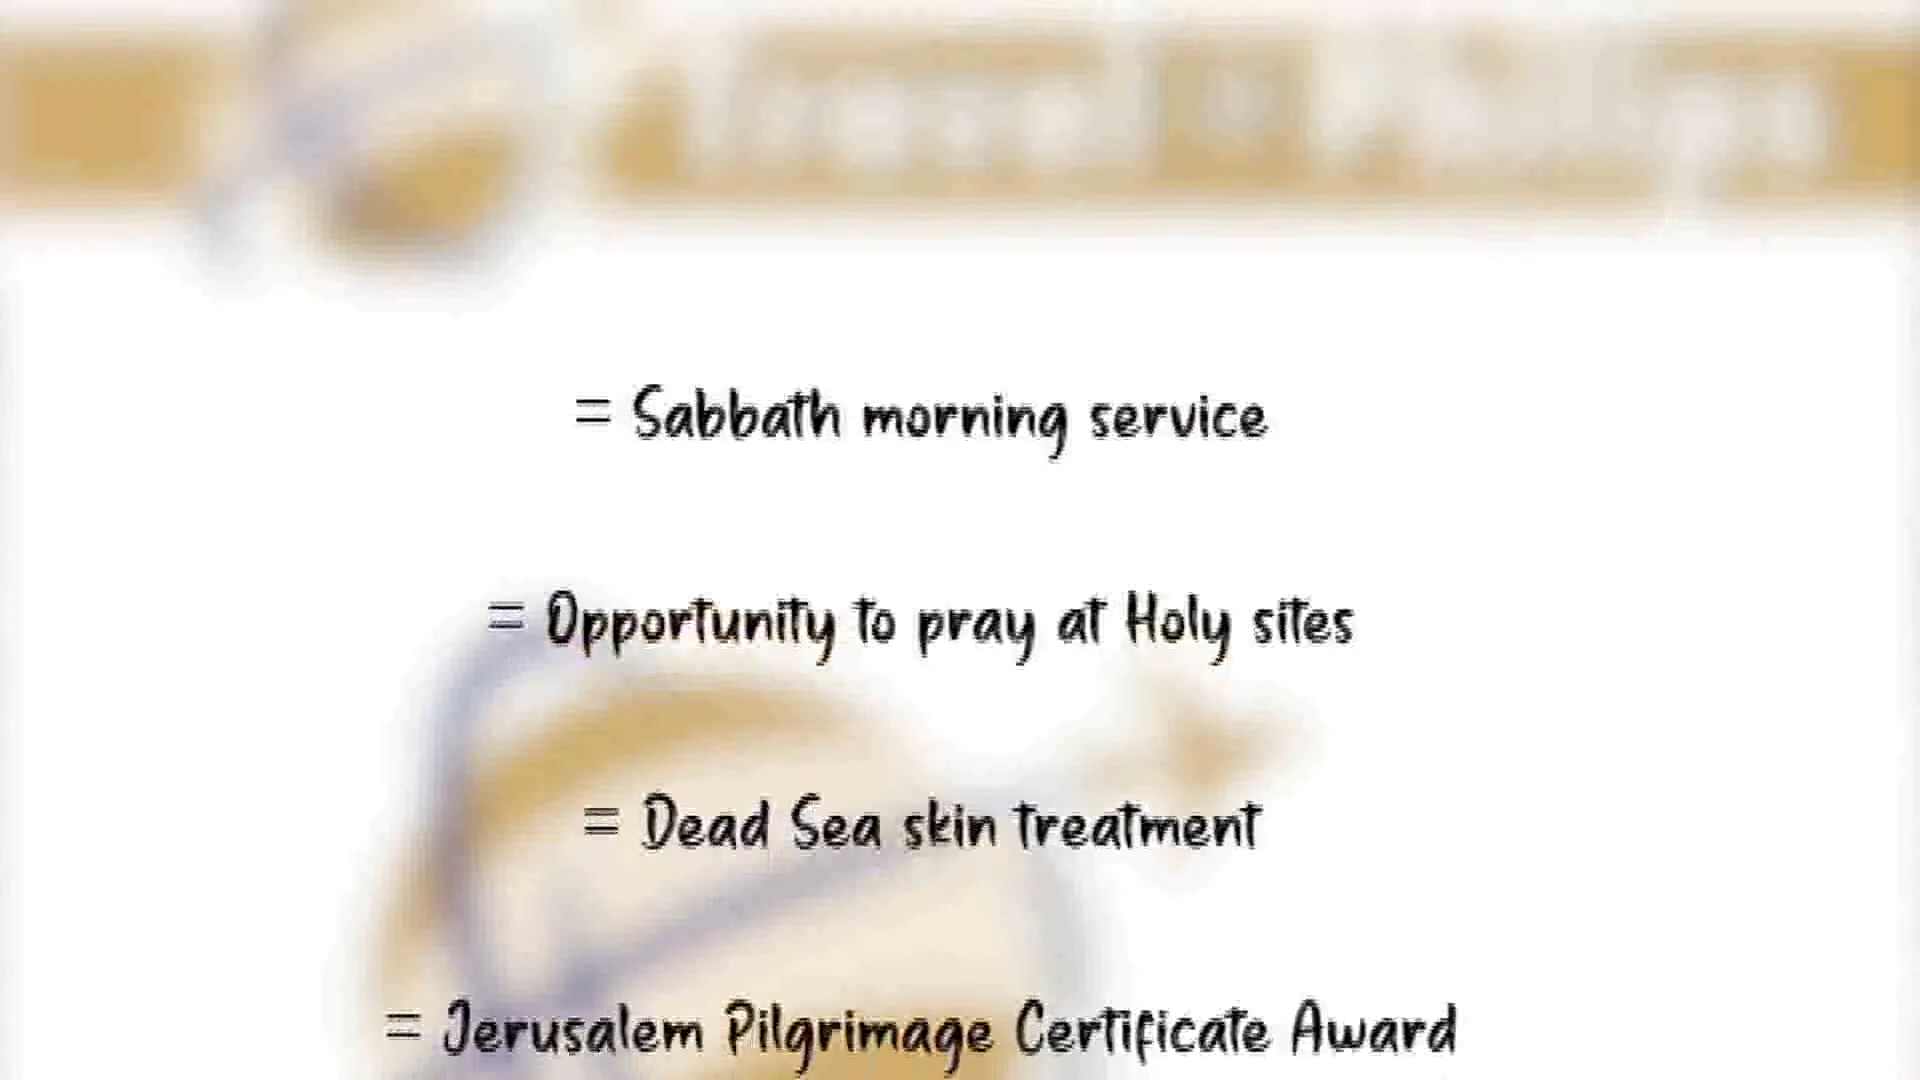 = Sabbath morning service
= Opportunity to pray at Holy sites
= Dead Sea skin treatment
= Jerusalem Pilgrimage Certificate Award